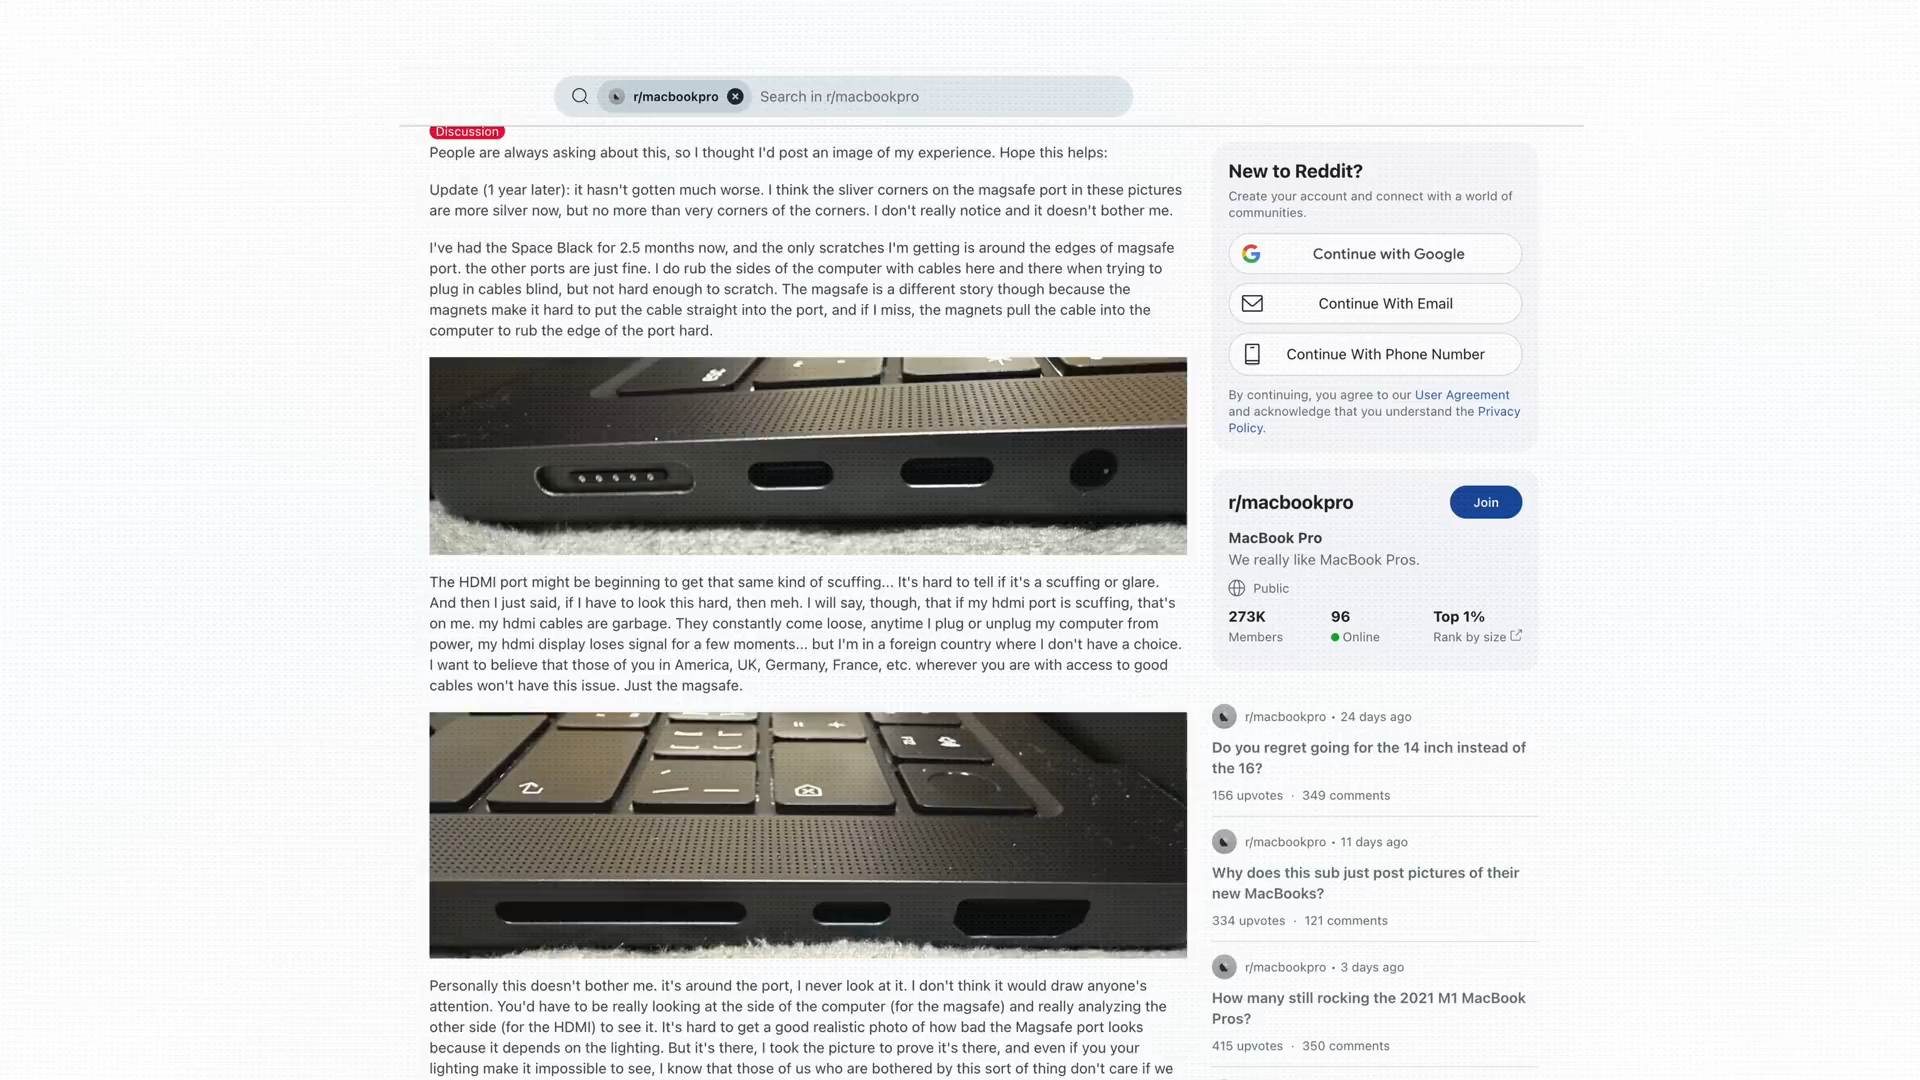 r/macbookpro
Search in r/macbookpro
Discussion
People are always asking about this, so I thought I'd post an image of my experience. Hope this helps:
Update (1 year later): it hasn't gotten much worse. I think the sliver corners on the magsafe port in these pictures
are more silver now, but no more than very corners of the corners. I don't really notice and it doesn't bother me.
I've had the Space Black for 2.5 months now, and the only scratches I'm getting is around the edges of magsafe
port. the other ports are just fine. I do rub the sides of the computer with cables here and there when trying to
plug in cables blind, but not hard enough to scratch. The magsafe is a different story though because the
magnets make it hard to put the cable straight into the port, and if I miss, the magnets pull the cable into the
computer to rub the edge of the port hard.
The HDMI port might be beginning to get that same kind of scuffing... It's hard to tell if it's a scuffing or glare.
And then I just said, if I have to look this hard, then meh. I will say, though, that if my hdmi port is scuffing, that's
on me. my hdmi cables are garbage. They constantly come loose, anytime I plug or unplug my computer from
power, my hdmi display loses signal for a few moments... but I'm in a foreign country where I don't have a choice.
I want to believe that those of you in America, UK, Germany, France, etc. wherever you are with access to good
cables won't have this issue. Just the magsafe.
Personally this doesn't bother me. it's around the port, I never look at it. I don't think it would draw anyone's
attention. You'd have to be really looking at the side of the computer (for the magsafe) and really analyzing the
other side (for the HDMI) to see it. It's hard to get a good realistic photo of how bad the Magsafe port looks
because it depends on the lighting. But it's there, I took the picture to prove it's there, and even if you your
lighting make it impossible to see, I know that those of us who are bothered by this sort of thing don't care if we
New to Reddit?
Create your account and connect with a world of
communities.
Continue with Google
Continue With Email
Continue With Phone Number
By continuing, you agree to our User Agreement
and acknowledge that you understand the Privacy
Policy.
r/macbookpro
Join
MacBook Pro
We really like MacBook Pros.
Public
273K
Members
96
Online
Top 1%
Rank by size
r/macbookpro • 24 days ago
Do you regret going for the 14 inch instead of
the 16?
156 upvotes · 349 comments
r/macbookpro • 11 days ago
Why does this sub just post pictures of their
new MacBooks?
334 upvotes · 121 comments
r/macbookpro • 3 days ago
How many still rocking the 2021 M1 MacBook
Pros?
415 upvotes · 350 comments